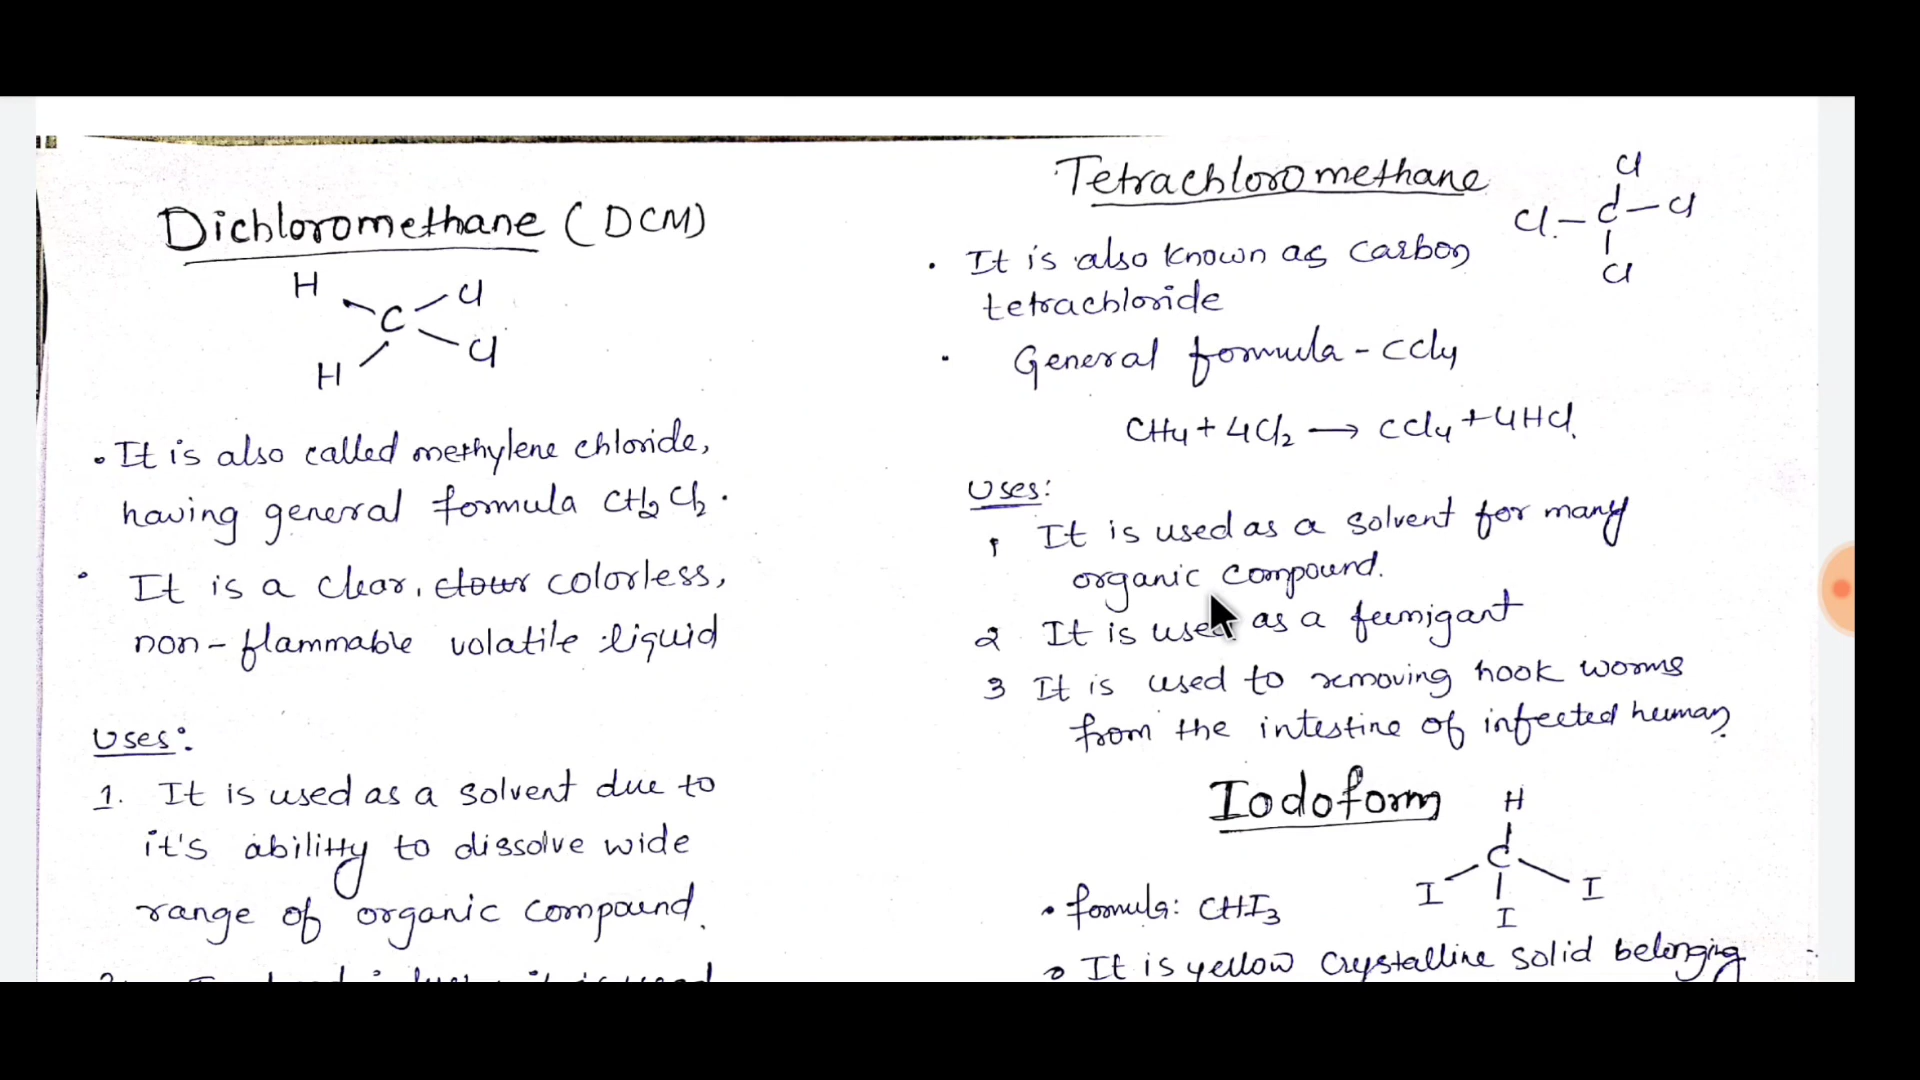 Dichloromethane (DCM)
H
Cl
C
Cl
H
• It is also called methylene chloride,
having general formula CH2Cl2.
• It is a clear, colorless,
non-flammable volatile liquid
Uses:
1. It is used as a solvent due to
it's ability to dissolve wide
range of organic compound.
Tetrachloromethane
Cl
Cl - C - Cl
Cl
• It is also known as carbon
tetrachloride
• General formula - CCl4
CH4 + 4Cl2 → CCl4 + 4HCl.
Uses:
1 It is used as a solvent for many
organic compound.
2 It is used as a fumigant
3 It is used to removing hook worms
from the intestine of infected human.
Iodoform
H
C
I I
I
• formula: CHI3
• It is yellow crystalline solid belonging